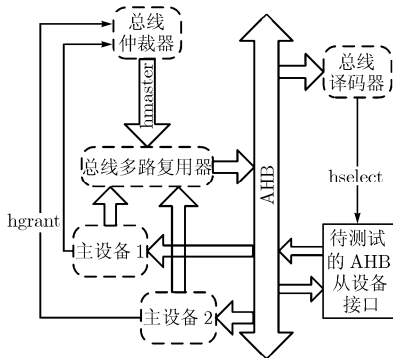 总线
仲裁器
总线
译码器
hmaster
总线多路复用器
AHB
hselect
hgrant
主设备 1
待测试
的 AHB
从设备
接口
主设备 2